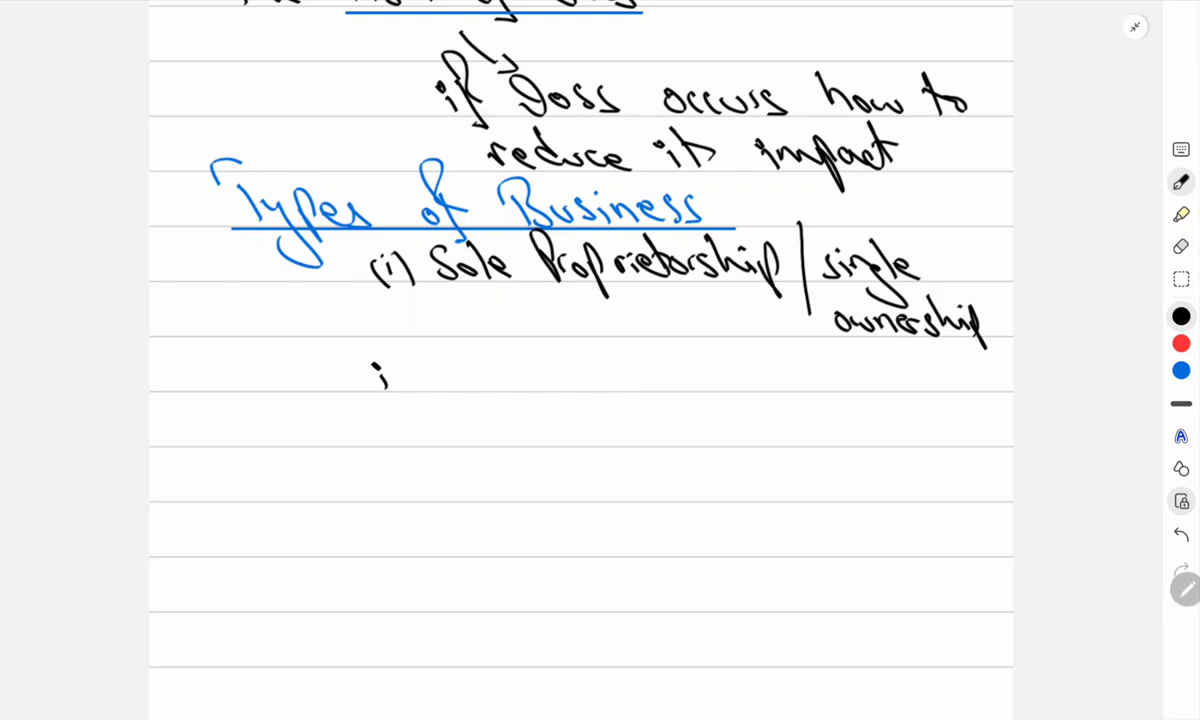 if loss occurs how to
reduce its impact
Types of Business
(i) Sole Proprietorship / single
ownership
i